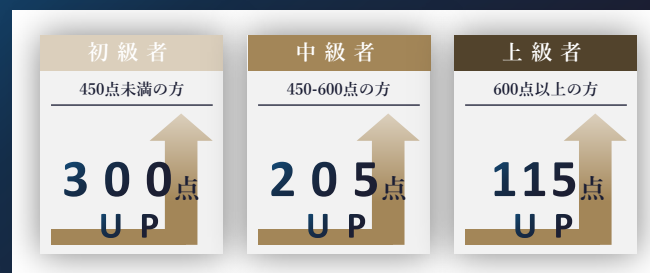 初級者
450点未満の方
300点
UP
中級者
450-600点の方
205点
UP
上級者
600点以上の方
115点
UP